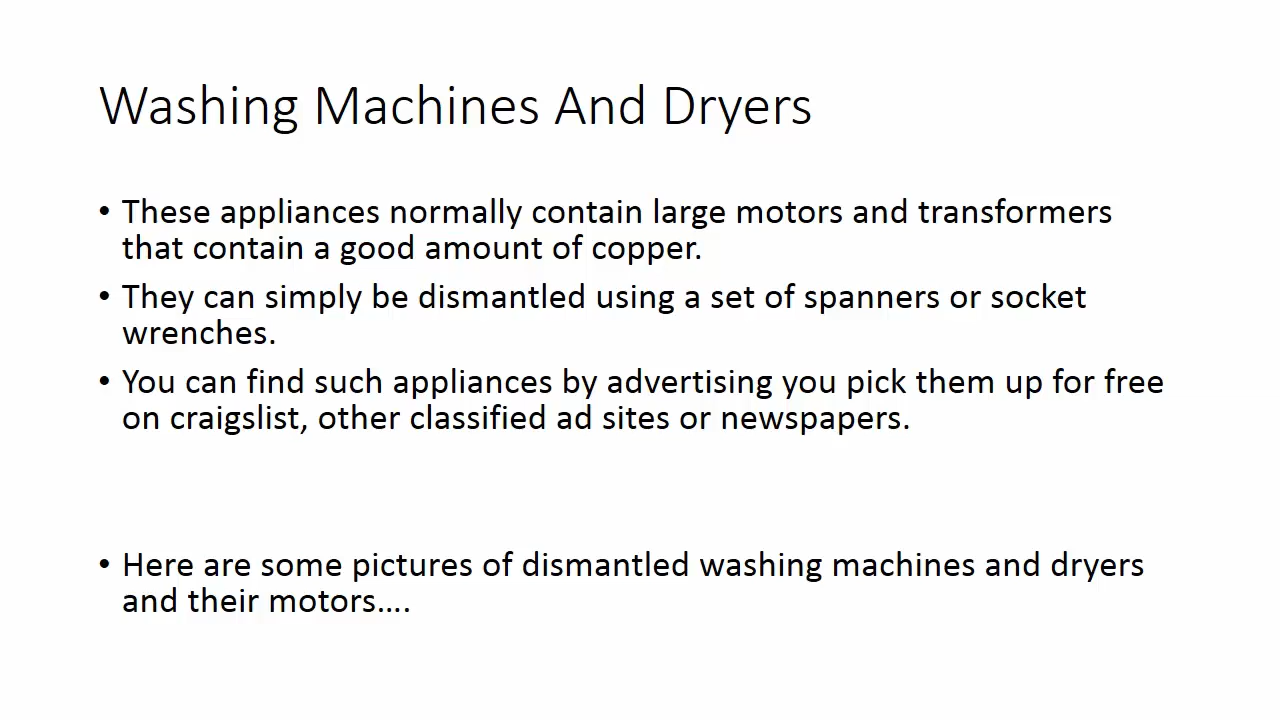 Washing Machines And Dryers
• These appliances normally contain large motors and transformers
that contain a good amount of copper.
• They can simply be dismantled using a set of spanners or socket
wrenches.
• You can find such appliances by advertising you pick them up for free
on craigslist, other classified ad sites or newspapers.
• Here are some pictures of dismantled washing machines and dryers
and their motors….